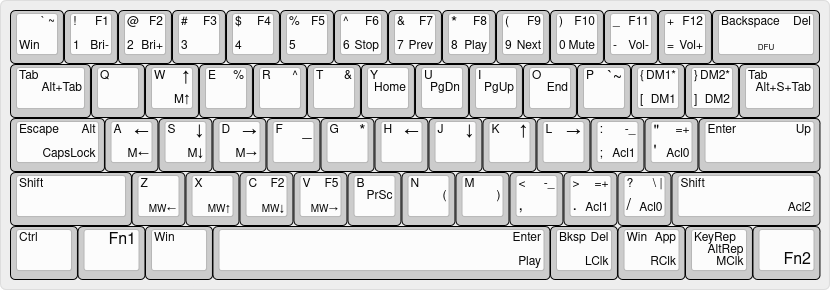 ` ~ ! F1 @ F2 # F3 $ F4 % F5 ^ F6 & F7 * F8 ( F9 ) F10 _ F11 + F12 Backspace Del
Win 1 Bri- 2 Bri+ 3 4 5 6 Stop 7 Prev 8 Play 9 Next 0 Mute - Vol- = Vol+ DFU
Tab Q W ↑ E % R ^ T & Y U I O P ` ~ { DM1* } DM2* Tab
Alt+Tab Home PgDn PgUp End Alt+S+Tab
M↑ [ DM1 ] DM2
Escape Alt A ← S ↓ D → F _ G * H ← J ↓ K ↑ L → : -_ " =+ Enter Up
CapsLock M← M↓ M→ ; Acl1 ' Acl0
Shift Z X C F2 V F5 B N M < -_ > =+ ? \ | Shift
PrSc ( )
MW← MW↑ MW↓ MW→ , . Acl1 / Acl0 Acl2
Ctrl Fn1 Win Enter Bksp Del Win App KeyRep
AltRep
Play LClk RClk MClk Fn2